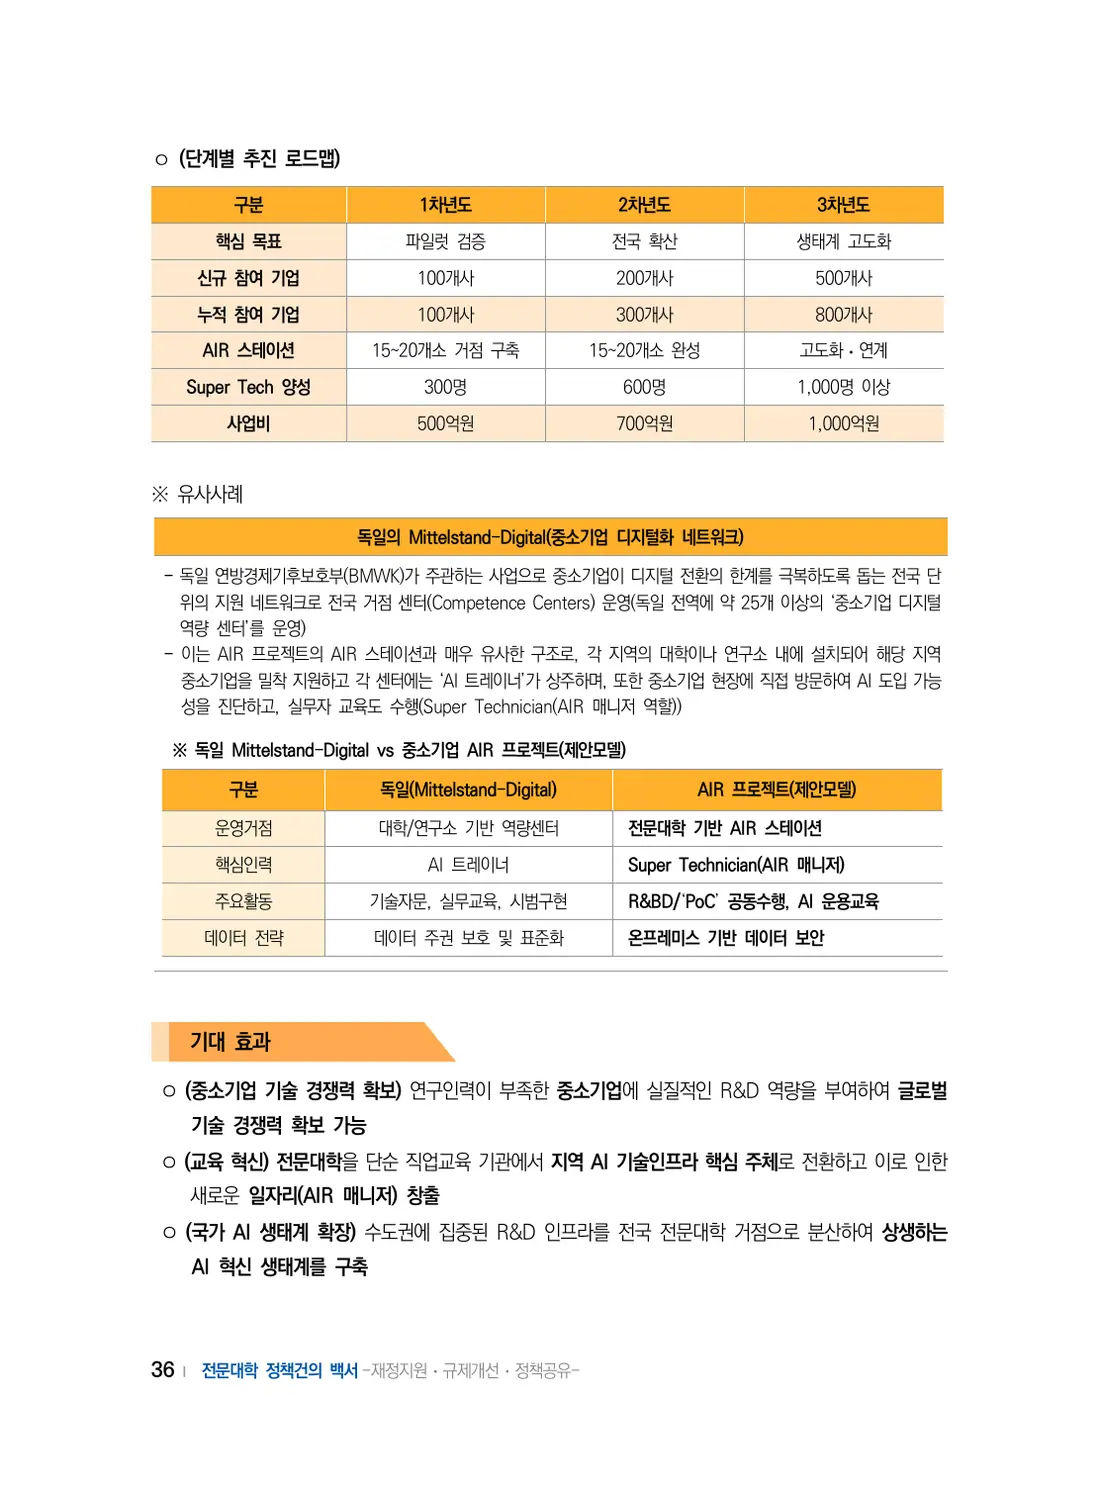 ○ (단계별 추진 로드맵)
구분 1차년도 2차년도 3차년도
핵심 목표 파일럿 검증 전국 확산 생태계 고도화
신규 참여 기업 100개사 200개사 500개사
누적 참여 기업 100개사 300개사 800개사
AIR 스테이션 15~20개소 거점 구축 15~20개소 완성 고도화·연계
Super Tech 양성 300명 600명 1,000명 이상
사업비 500억원 700억원 1,000억원
※ 유사사례
독일의 Mittelstand-Digital(중소기업 디지털화 네트워크)
- 독일 연방경제기후보호부(BMWK)가 주관하는 사업으로 중소기업이 디지털 전환의 한계를 극복하도록 돕는 전국 단
위의 지원 네트워크로 전국 거점 센터(Competence Centers) 운영(독일 전역에 약 25개 이상의 ‘중소기업 디지털
역량 센터’를 운영)
- 이는 AIR 프로젝트의 AIR 스테이션과 매우 유사한 구조로, 각 지역의 대학이나 연구소 내에 설치되어 해당 지역
중소기업을 밀착 지원하고 각 센터에는 ‘AI 트레이너’가 상주하며, 또한 중소기업 현장에 직접 방문하여 AI 도입 가능
성을 진단하고, 실무자 교육도 수행(Super Technician(AIR 매니저 역할))
※ 독일 Mittelstand-Digital vs 중소기업 AIR 프로젝트(제안모델)
구분 독일(Mittelstand-Digital) AIR 프로젝트(제안모델)
운영거점 대학/연구소 기반 역량센터 전문대학 기반 AIR 스테이션
핵심인력 AI 트레이너 Super Technician(AIR 매니저)
주요활동 기술자문, 실무교육, 시범구현 R&BD/‘PoC’ 공동수행, AI 운용교육
데이터 전략 데이터 주권 보호 및 표준화 온프레미스 기반 데이터 보안
기대 효과
○ (중소기업 기술 경쟁력 확보) 연구인력이 부족한 중소기업에 실질적인 R&D 역량을 부여하여 글로벌
기술 경쟁력 확보 가능
○ (교육 혁신) 전문대학을 단순 직업교육 기관에서 지역 AI 기술인프라 핵심 주체로 전환하고 이로 인한
새로운 일자리(AIR 매니저) 창출
○ (국가 AI 생태계 확장) 수도권에 집중된 R&D 인프라를 전국 전문대학 거점으로 분산하여 상생하는
AI 혁신 생태계를 구축
36 | 전문대학 정책건의 백서 -재정지원·규제개선·정책공유-